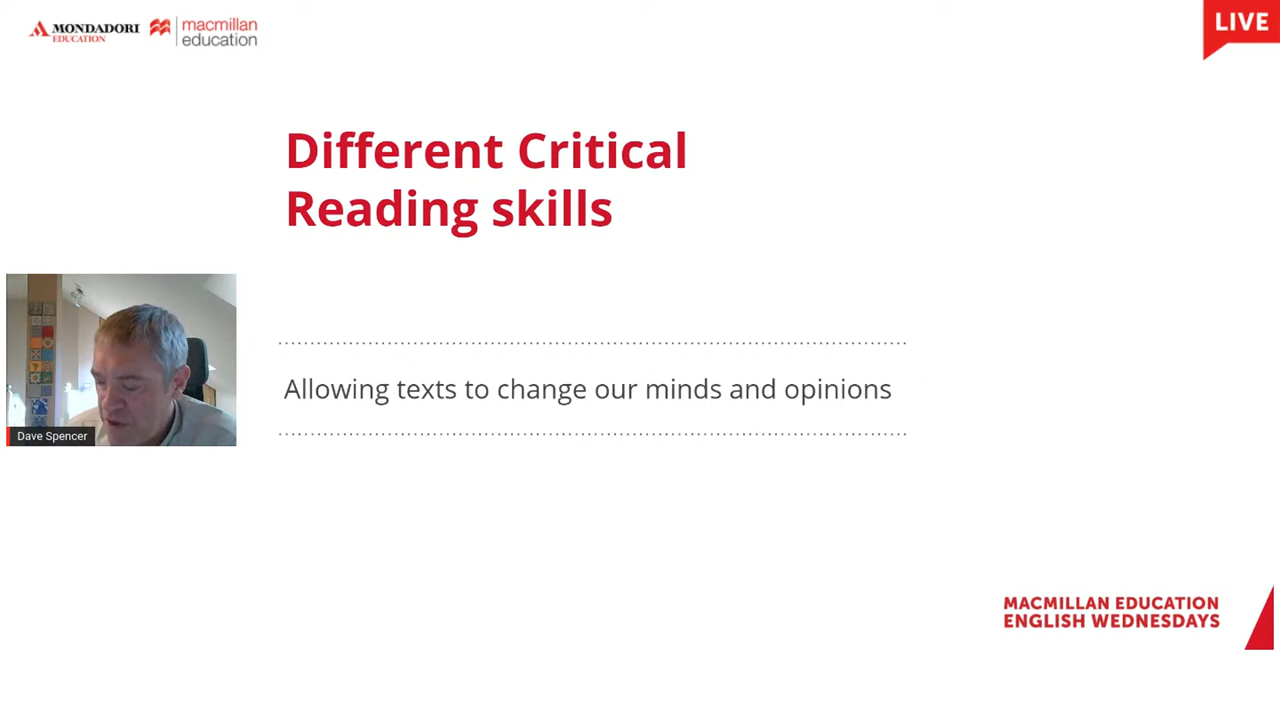 MONDADORI
EDUCATION
macmillan
education
LIVE
Different Critical
Reading skills
Allowing texts to change our minds and opinions
Dave Spencer
MACMILLAN EDUCATION
ENGLISH WEDNESDAYS